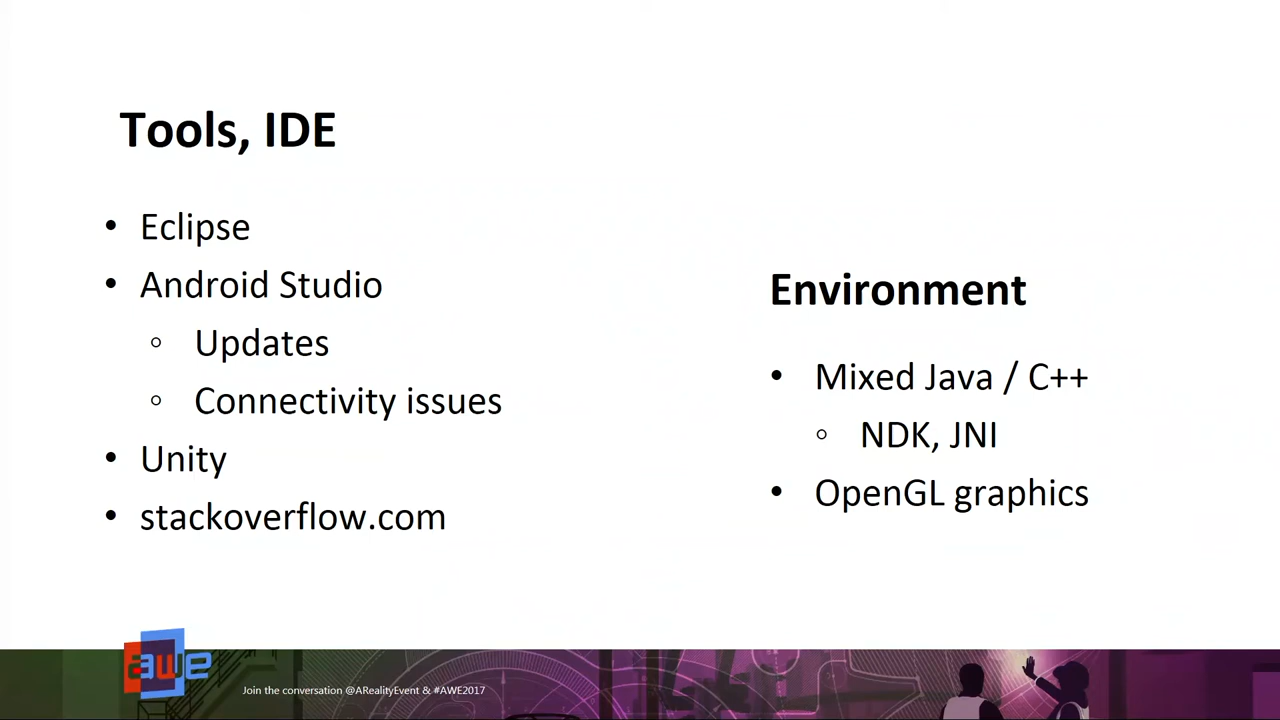 Tools, IDE
• Eclipse
• Android Studio
◦ Updates
◦ Connectivity issues
• Unity
• stackoverflow.com
Environment
• Mixed Java / C++
◦ NDK, JNI
• OpenGL graphics
awe
Join the conversation @ARealityEvent & #AWE2017